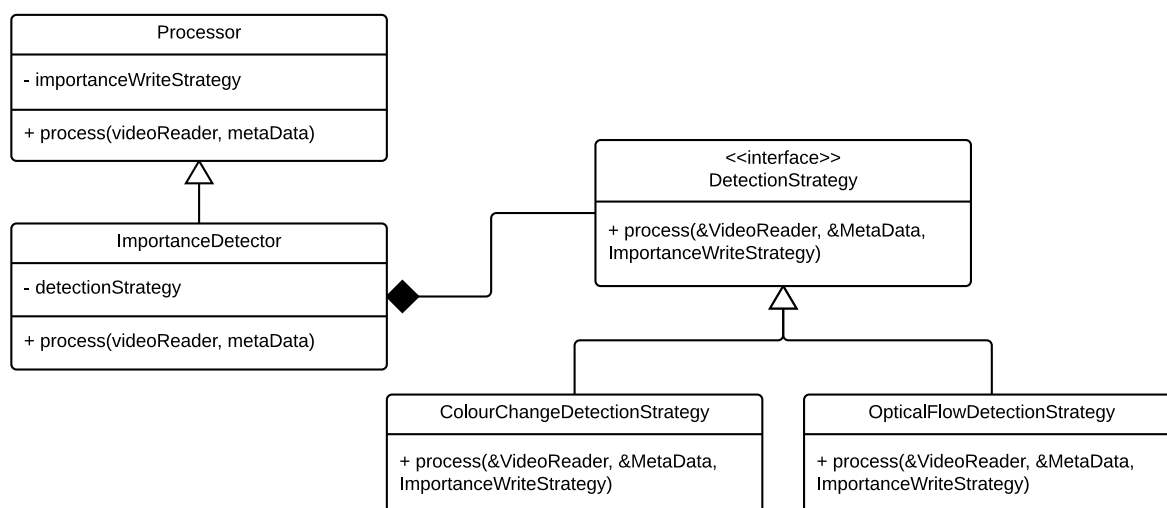 Processor
- importanceWriteStrategy
+ process(videoReader, metaData)
ImportanceDetector
- detectionStrategy
+ process(videoReader, metaData)
<<interface>>
DetectionStrategy
+ process(&VideoReader, &MetaData,
ImportanceWriteStrategy)
ColourChangeDetectionStrategy
+ process(&VideoReader, &MetaData,
ImportanceWriteStrategy)
OpticalFlowDetectionStrategy
+ process(&VideoReader, &MetaData,
ImportanceWriteStrategy)